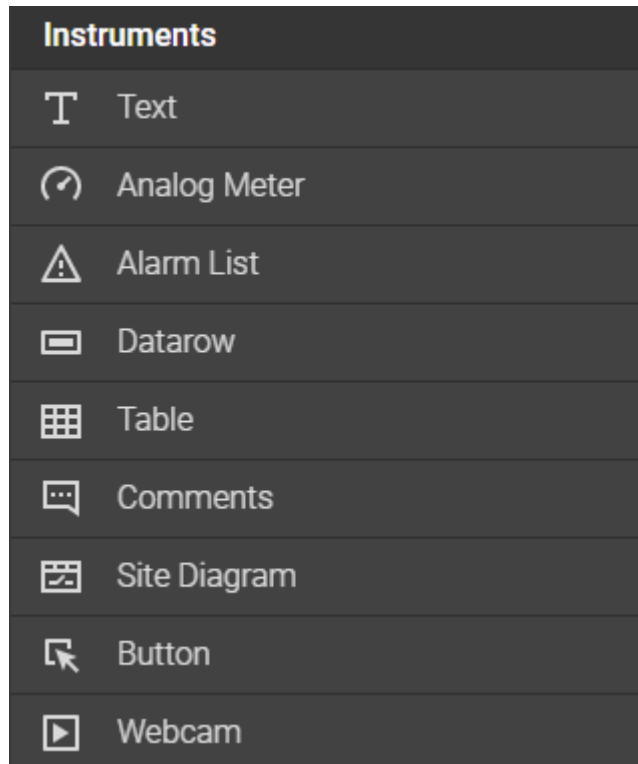 Instruments
Text
Analog Meter
Alarm List
Datarow
Table
Comments
Site Diagram
Button
Webcam